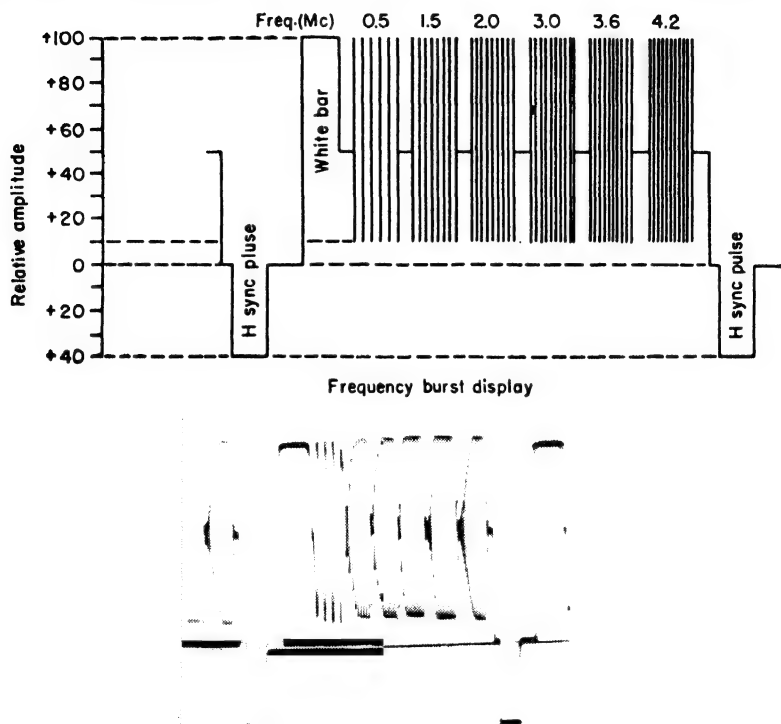 Freq.(Mc) 0.5 1.5 2.0 3.0 3.6 4.2
+100
+80
+60
+40
+20
0
+20
+40
Relative amplitude
H sync pluse
White bar
H sync pulse
Frequency burst display